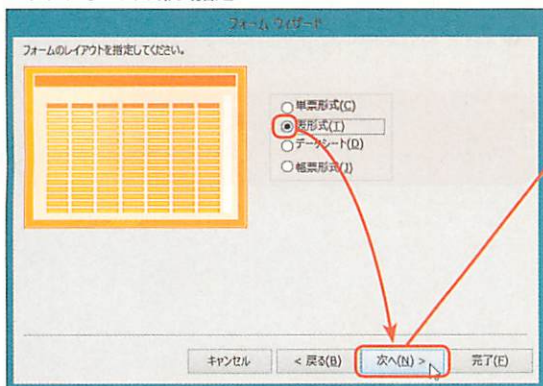 フォーム ウィザード
フォームのレイアウトを指定してください。
単票形式(C)
表形式(T)
データシート(D)
帳票形式(J)
キャンセル
< 戻る(B)
次へ(N) >
完了(F)